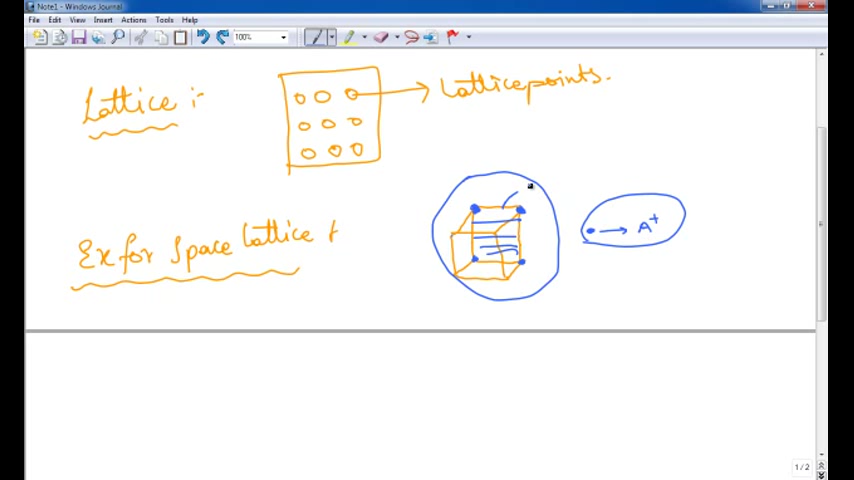 Note1 - Windows Journal
File Edit View Insert Actions Tools Help
100%
Lattice :-
Lattice points.
Ex for Space Lattice
A+
1 / 2